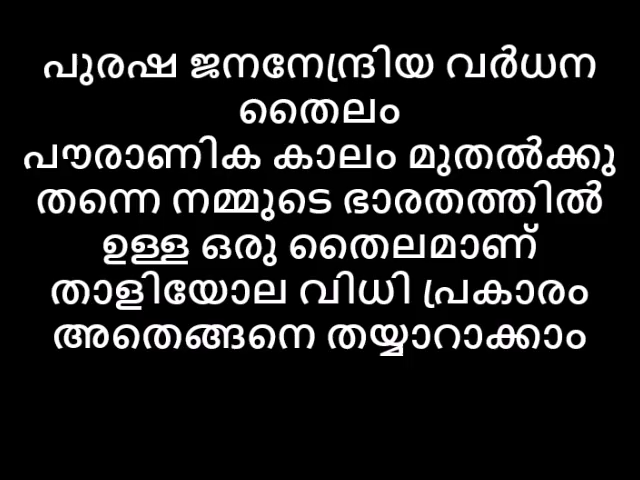 പുരഷ ജനനേന്ദ്രിയ വർധന
തൈലം
പൗരാണിക കാലം മുതൽക്കു
തന്നെ നമ്മുടെ ഭാരതത്തിൽ
ഉള്ള ഒരു തൈലമാണ്
താളിയോല വിധി പ്രകാരം
അതെങ്ങനെ തയ്യാറാക്കാം